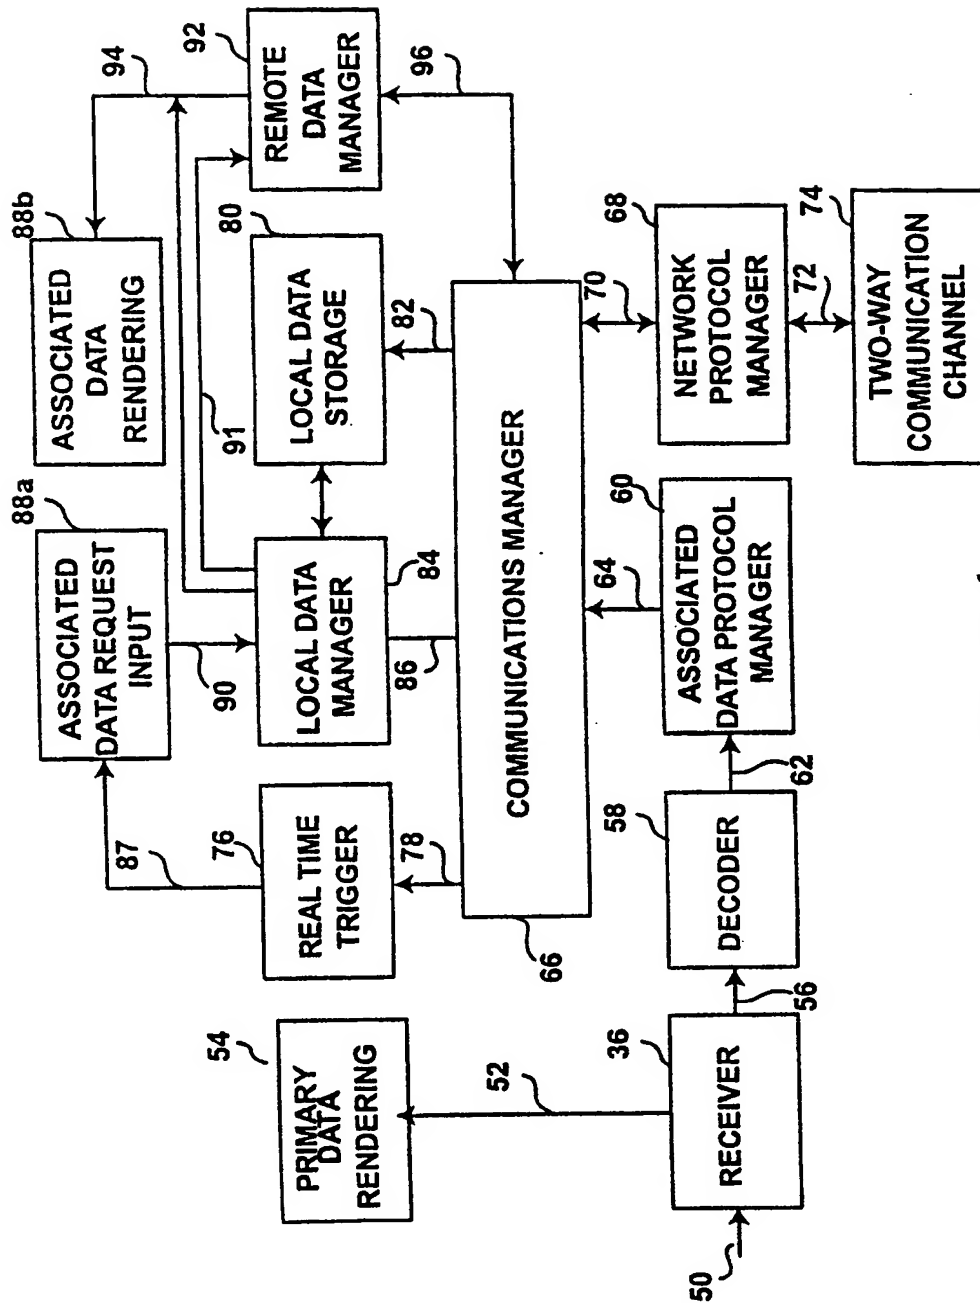 88a
ASSOCIATED
DATA REQUEST
INPUT
88b
ASSOCIATED
DATA
RENDERING
94
92
REMOTE
DATA
MANAGER
96
87
90
91
54
PRIMARY
DATA
RENDERING
76
REAL TIME
TRIGGER
78
LOCAL DATA
MANAGER
84
86
80
LOCAL DATA
STORAGE
82
66
COMMUNICATIONS MANAGER
52
64
70
50
36
RECEIVER
56
58
DECODER
62
60
ASSOCIATED
DATA PROTOCOL
MANAGER
68
NETWORK
PROTOCOL
MANAGER
72
74
TWO-WAY
COMMUNICATION
CHANNEL